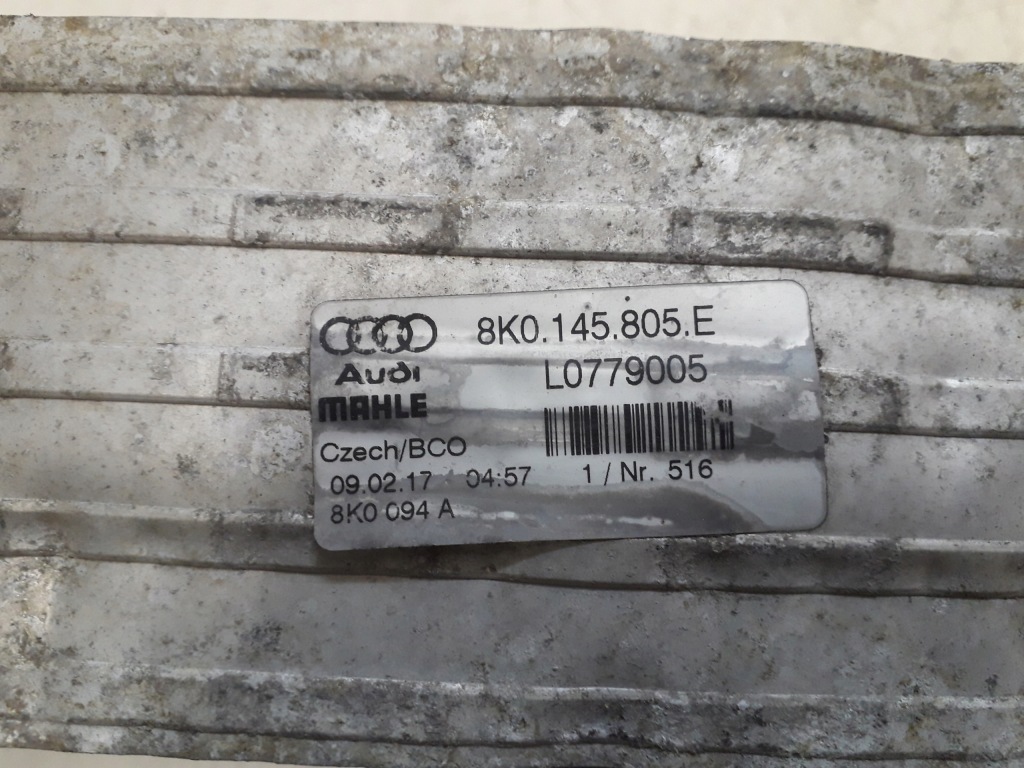 8K0.145.805.E
Audi
L0779005
MAHLE
Czech/BCO
09.02.17 04:57
1 / Nr. 516
8K0 094 A